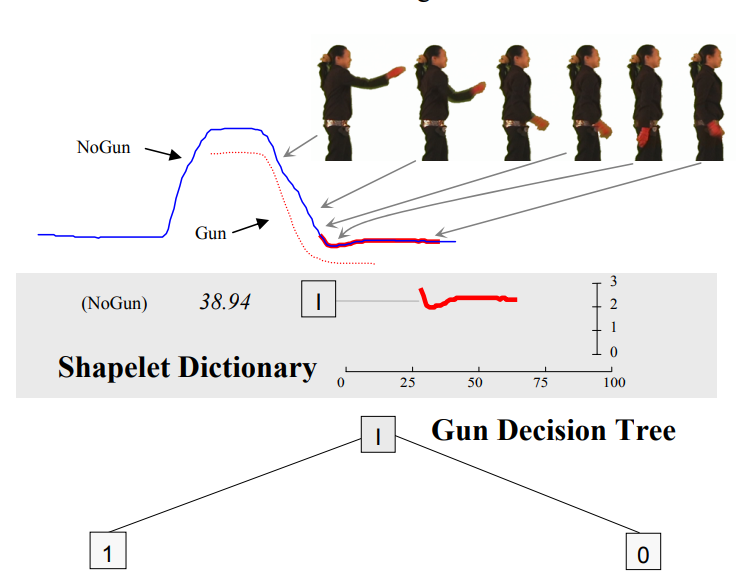 NoGun
Gun
(NoGun) 38.94 I
3
2
1
0
Shapelet Dictionary
0 25 50 75 100
I Gun Decision Tree
1 0